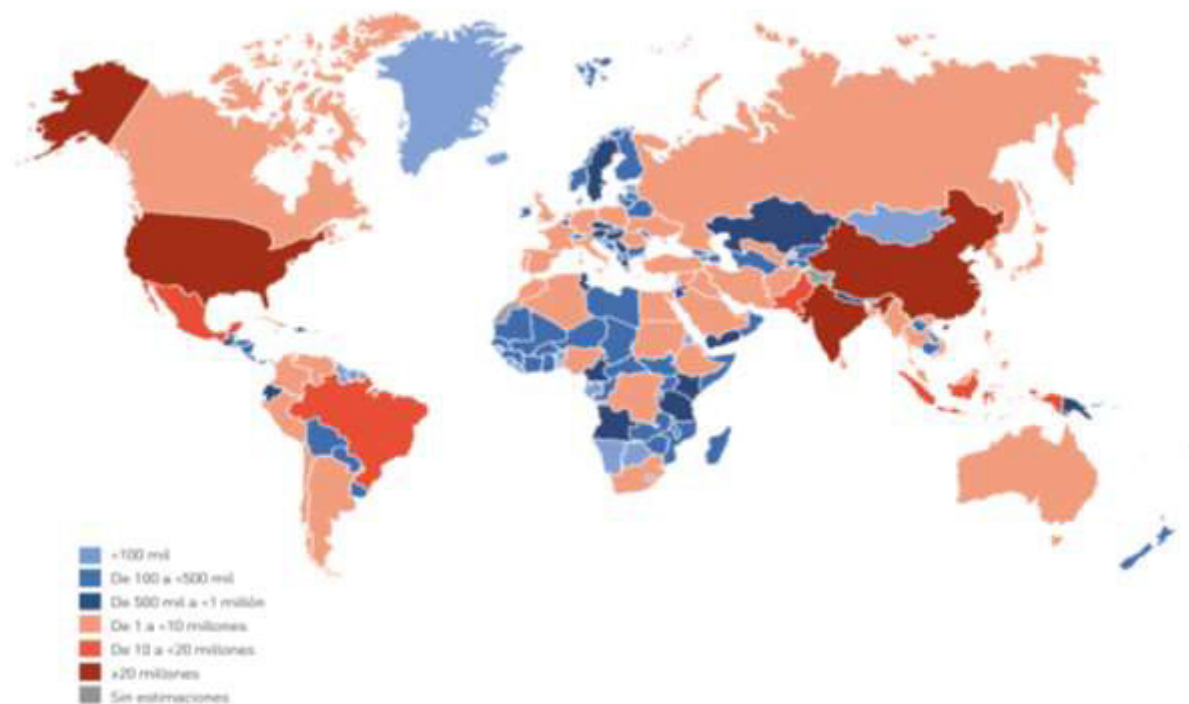 <100 mil
De 100 a <500 mil
De 500 mil a <1 millón
De 1 a <10 millones
De 10 a <20 millones
≥20 millones
Sin estimaciones